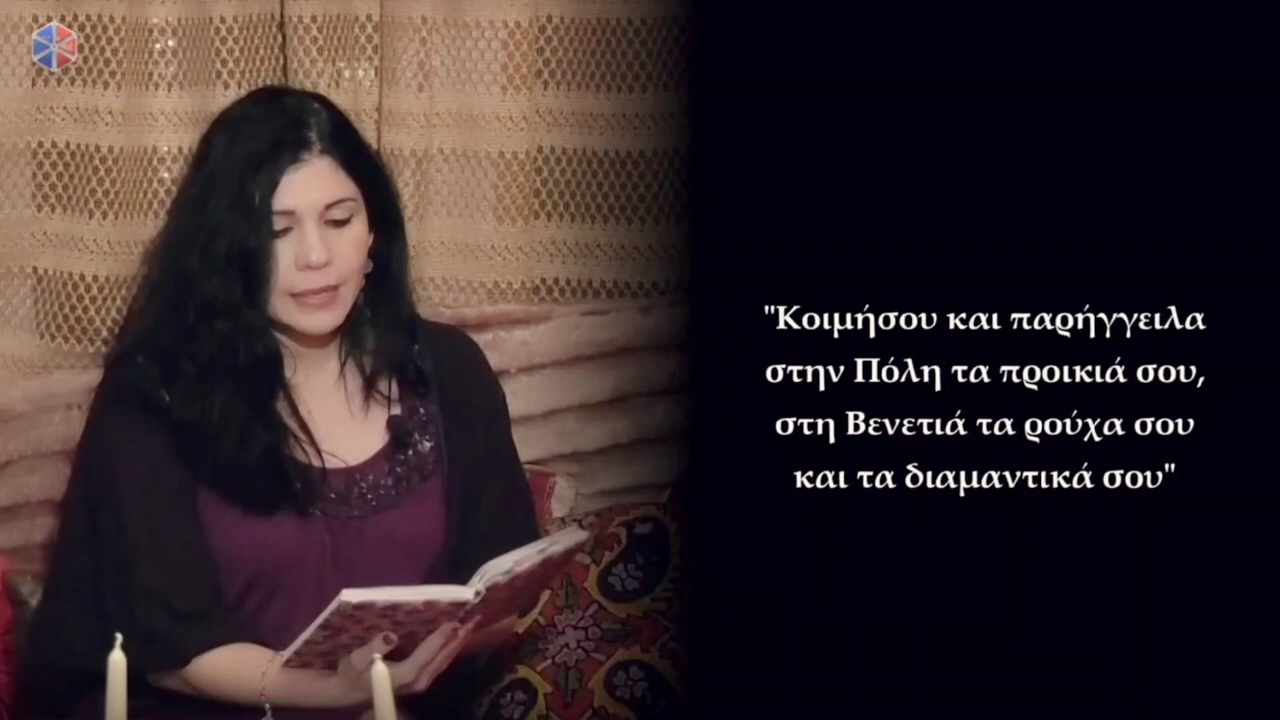 "Κοιμήσου και παρήγγειλα
στην Πόλη τα προικιά σου,
στη Βενετιά τα ρούχα σου
και τα διαμαντικά σου"